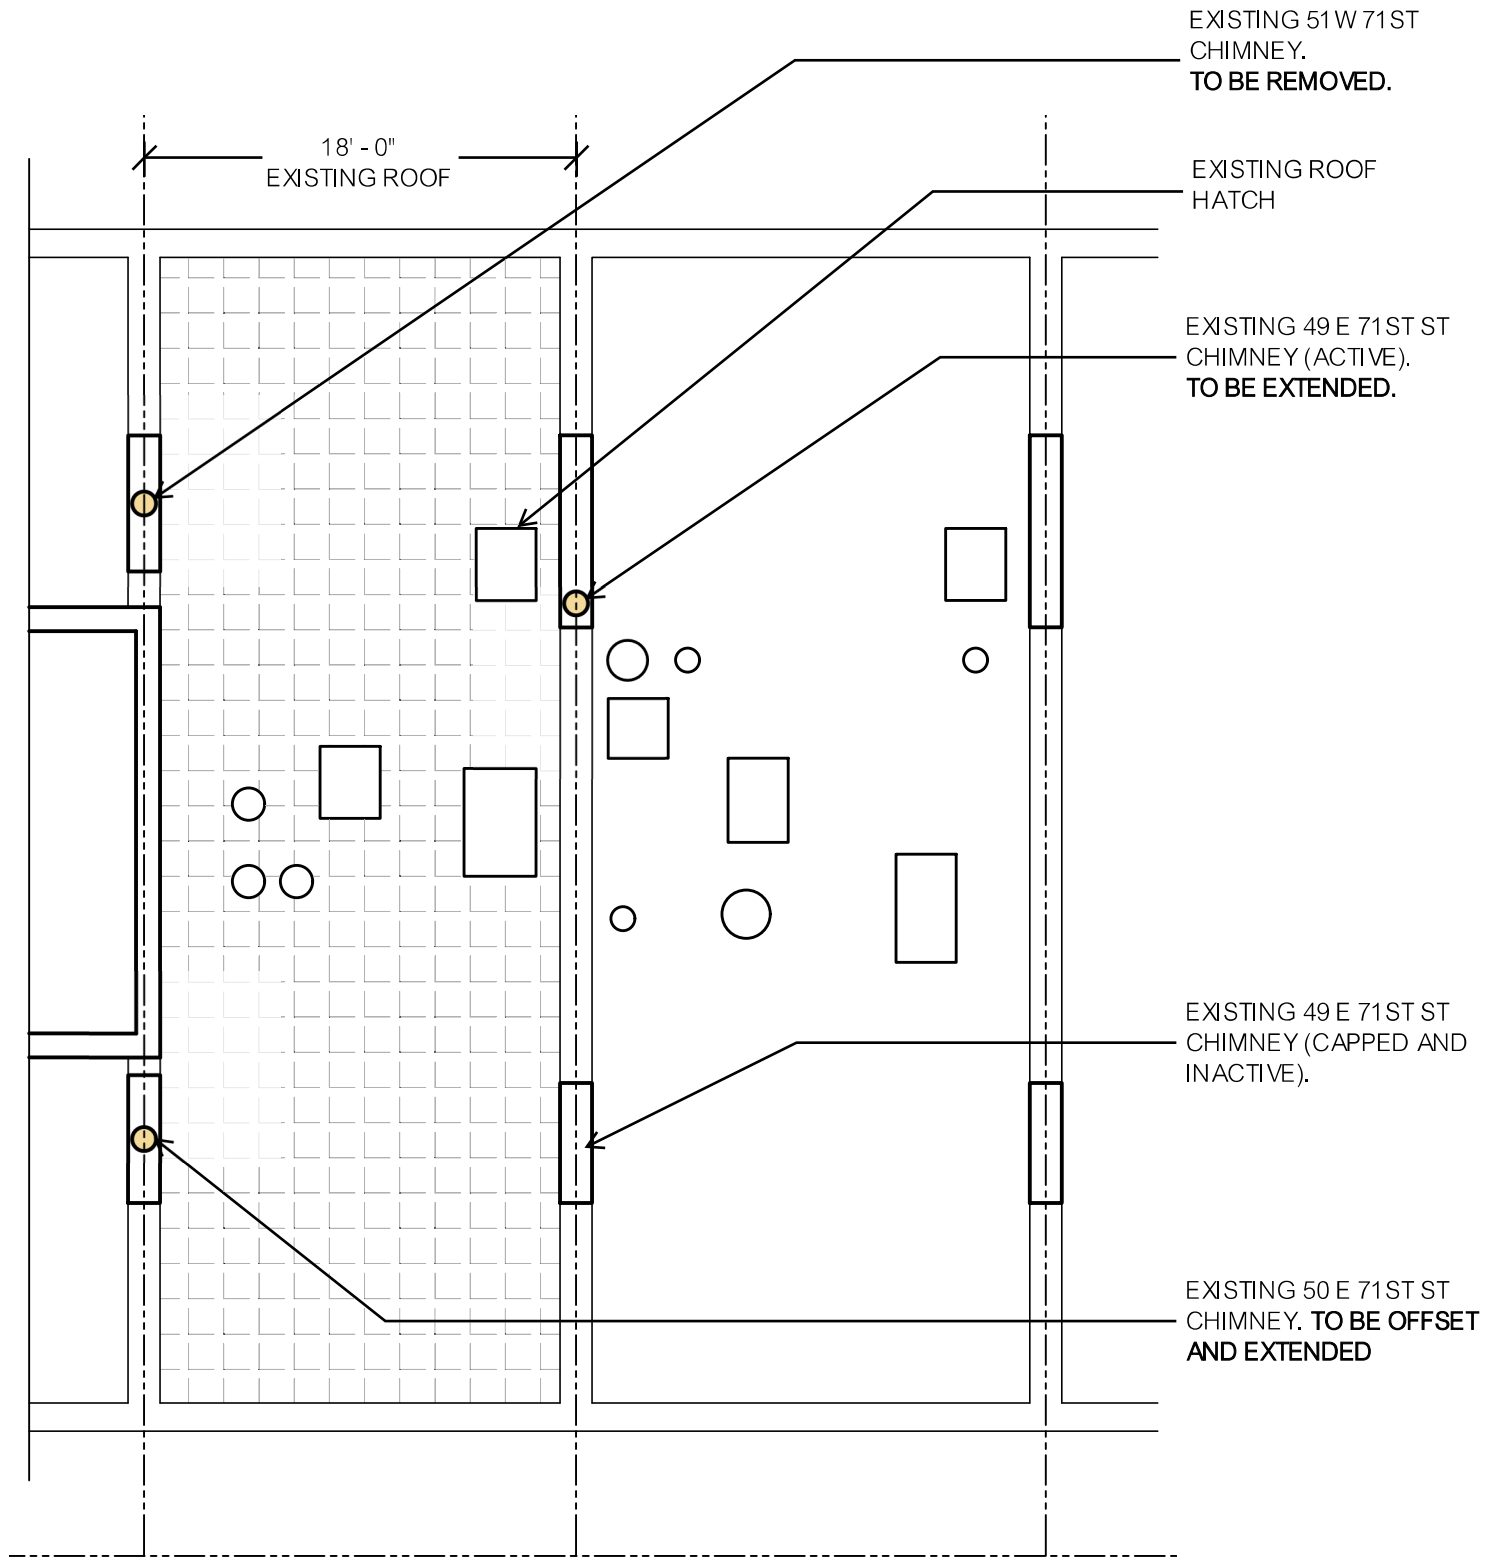 EXISTING 51W 71ST
CHIMNEY.
TO BE REMOVED.
18' - 0"
EXISTING ROOF
EXISTING ROOF
HATCH
EXISTING 49 E 71ST ST
CHIMNEY (ACTIVE).
TO BE EXTENDED.
EXISTING 49 E 71ST ST
CHIMNEY (CAPPED AND
INACTIVE).
EXISTING 50 E 71ST ST
CHIMNEY. TO BE OFFSET
AND EXTENDED